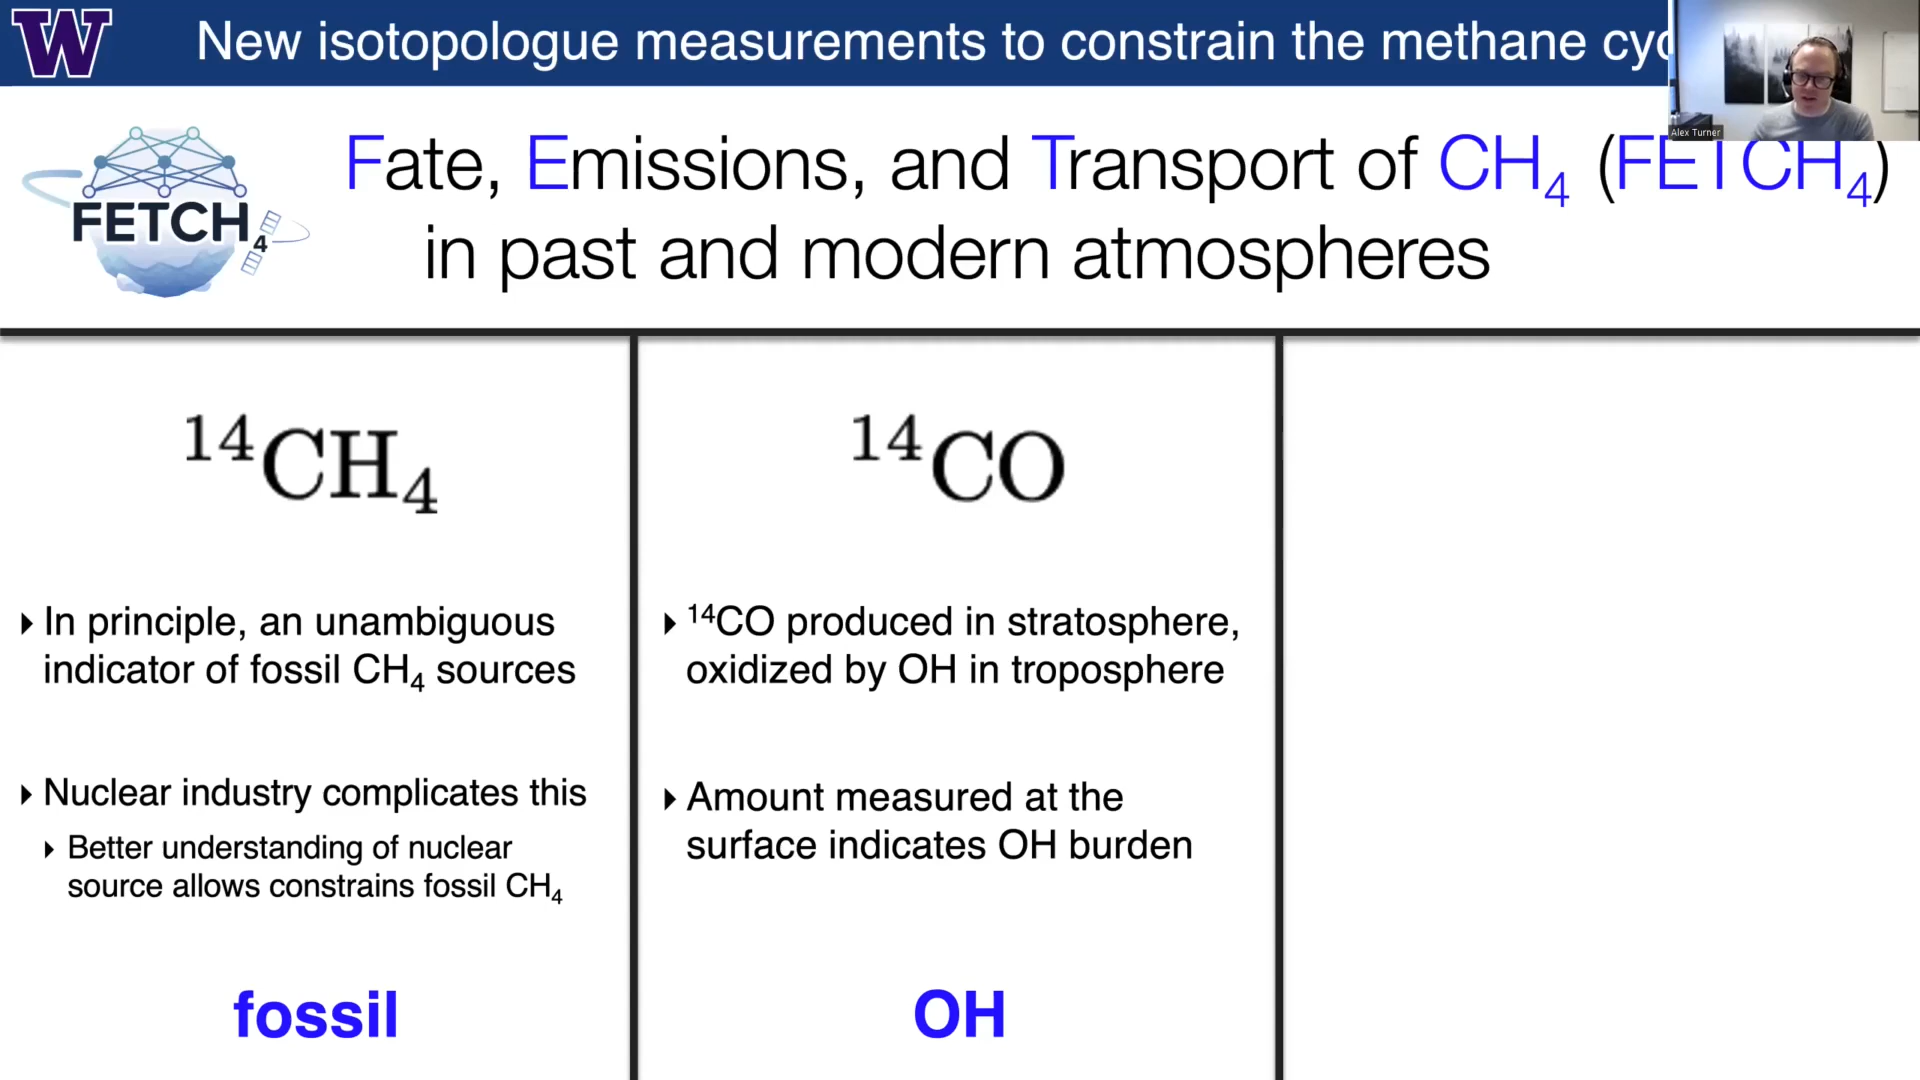 W
New isotopologue measurements to constrain the methane cyc
Alex Turner
FETCH₄
Fate, Emissions, and Transport of CH₄ (FETCH₄)
in past and modern atmospheres
¹⁴CH₄
‣ In principle, an unambiguous
indicator of fossil CH₄ sources
‣ Nuclear industry complicates this
‣ Better understanding of nuclear
source allows constrains fossil CH₄
fossil
¹⁴CO
‣ ¹⁴CO produced in stratosphere,
oxidized by OH in troposphere
‣ Amount measured at the
surface indicates OH burden
OH